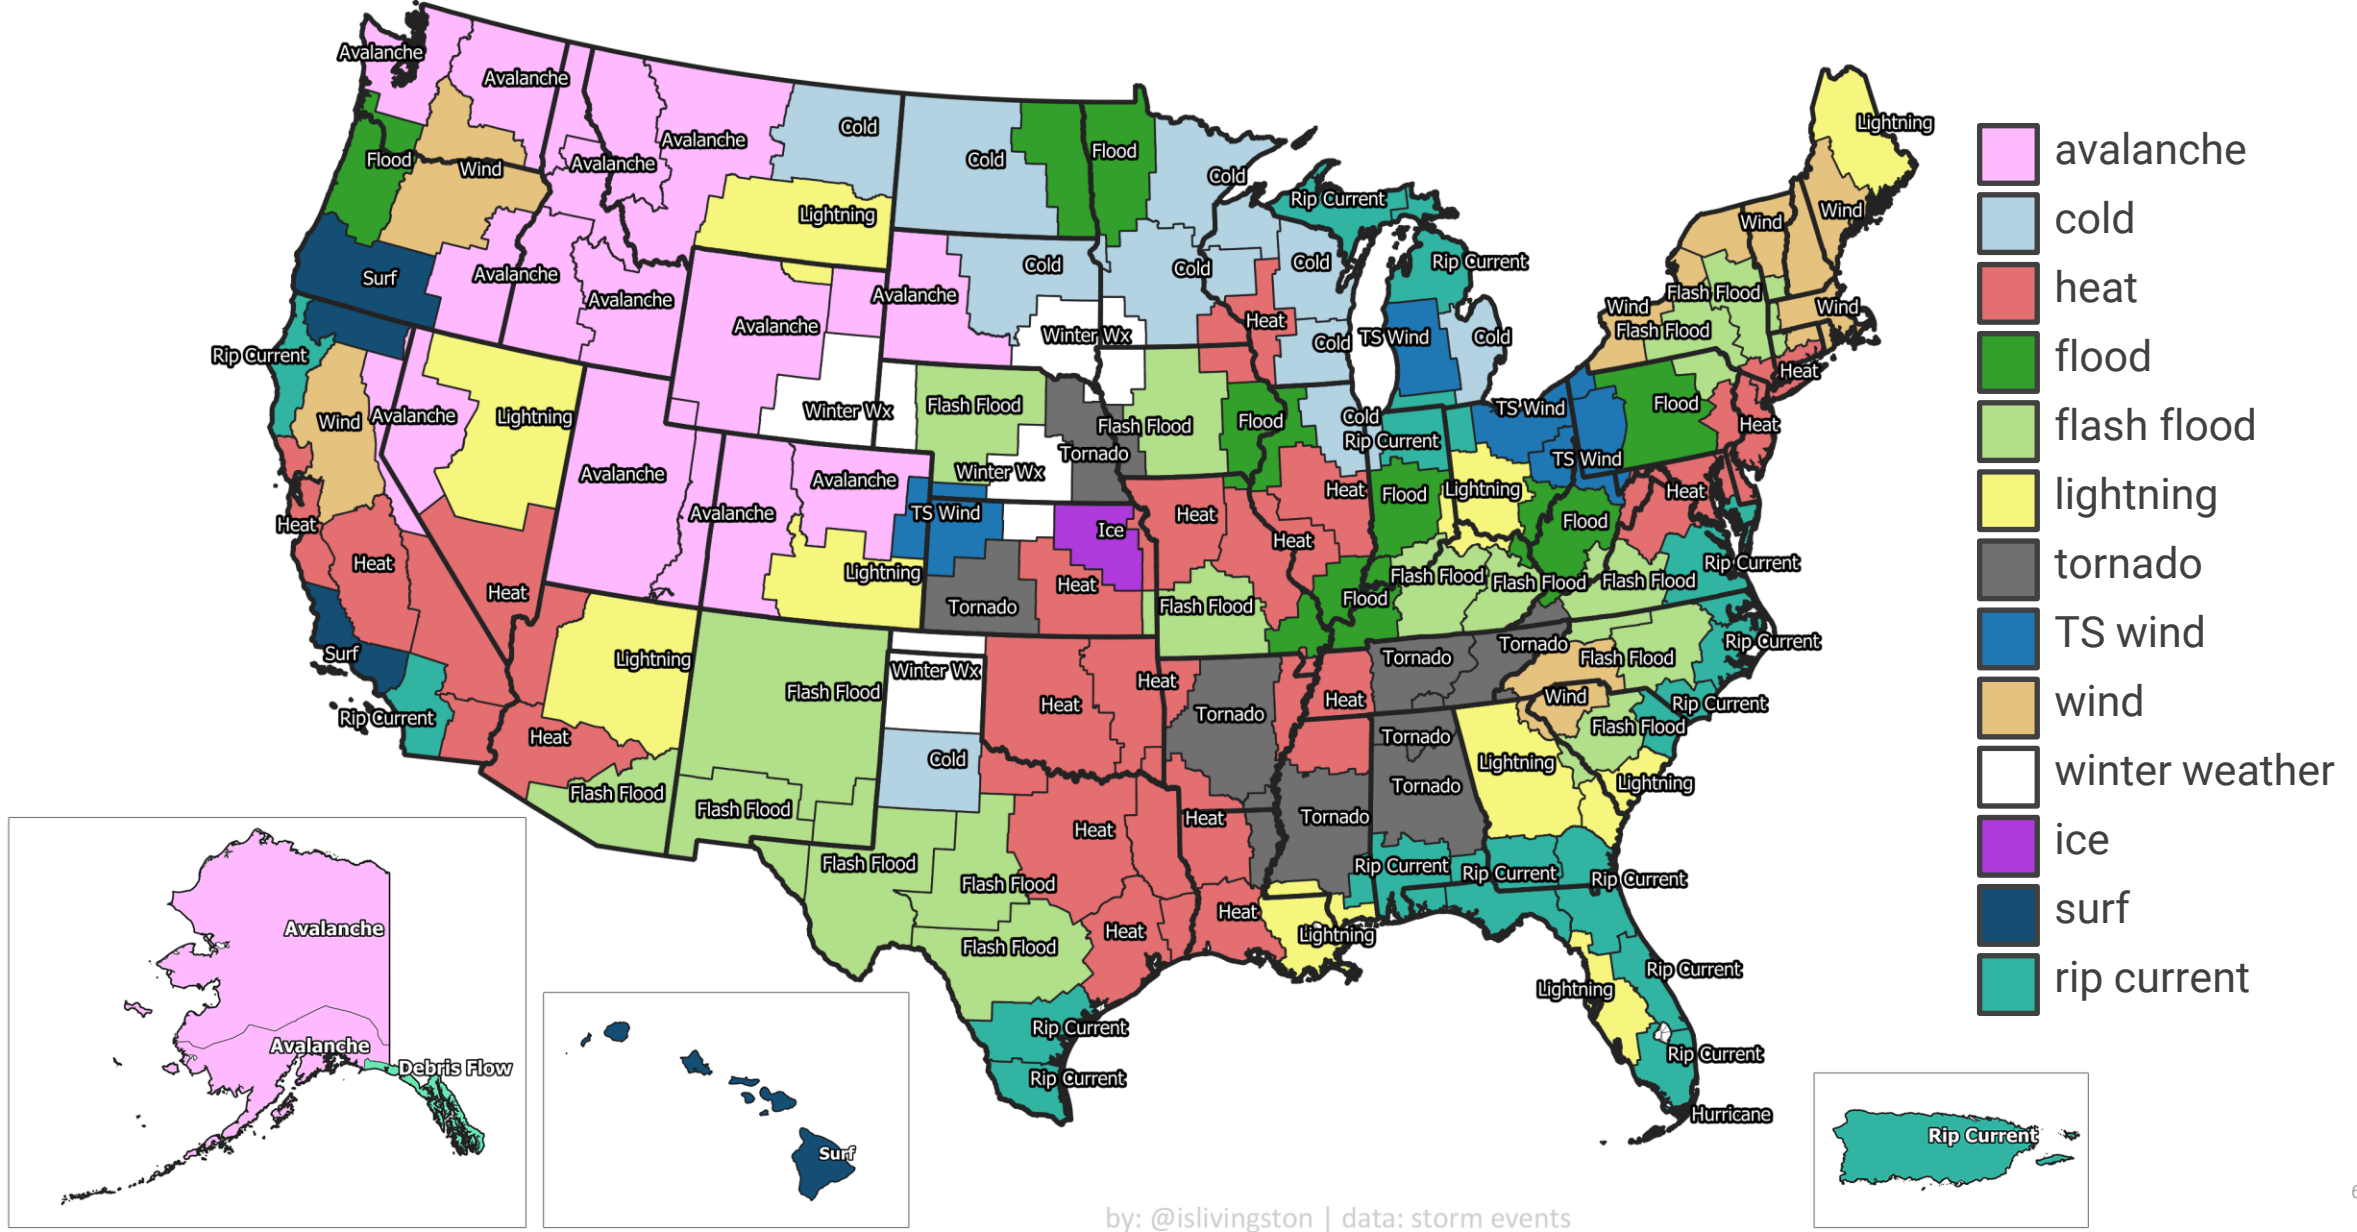 Avalanche
Avalanche
Avalanche
Cold
Cold
Flood
Lightning
Flood
Wind
Avalanche
Cold
Rip Current
Lightning
Wind
Wind
Surf
Avalanche
Avalanche
Avalanche
Cold
Cold
Cold
Rip Current
Flash Flood
Wind
Wind
Avalanche
Winter Wx
Heat
Cold
TS Wind
Cold
Flash Flood
Rip Current
Heat
Wind
Avalanche
Lightning
Winter Wx
Flash Flood
Flash Flood
Flood
Cold
TS Wind
Flood
Heat
Rip Current
Tornado
TS Wind
Avalanche
Avalanche
Winter Wx
Heat
Flood
Lightning
Heat
Heat
Avalanche
TS Wind
Ice
Heat
Heat
Flood
Heat
Heat
Lightning
Heat
Flash Flood
Flash Flood
Flash Flood
Rip Current
Tornado
Flash Flood
Flood
Surf
Lightning
Winter Wx
Tornado
Tornado
Flash Flood
Rip Current
Rip Current
Flash Flood
Heat
Heat
Heat
Wind
Rip Current
Heat
Tornado
Tornado
Flash Flood
Cold
Lightning
Lightning
Flash Flood
Flash Flood
Tornado
Heat
Heat
Tornado
Flash Flood
Flash Flood
Rip Current
Rip Current
Rip Current
Flash Flood
Heat
Heat
Lightning
Rip Current
Lightning
Rip Current
Rip Current
Rip Current
Hurricane
Avalanche
Avalanche
Debris Flow
Surf
Rip Current
avalanche
cold
heat
flood
flash flood
lightning
tornado
TS wind
wind
winter weather
ice
surf
rip current
by: @islivingston | data: storm events